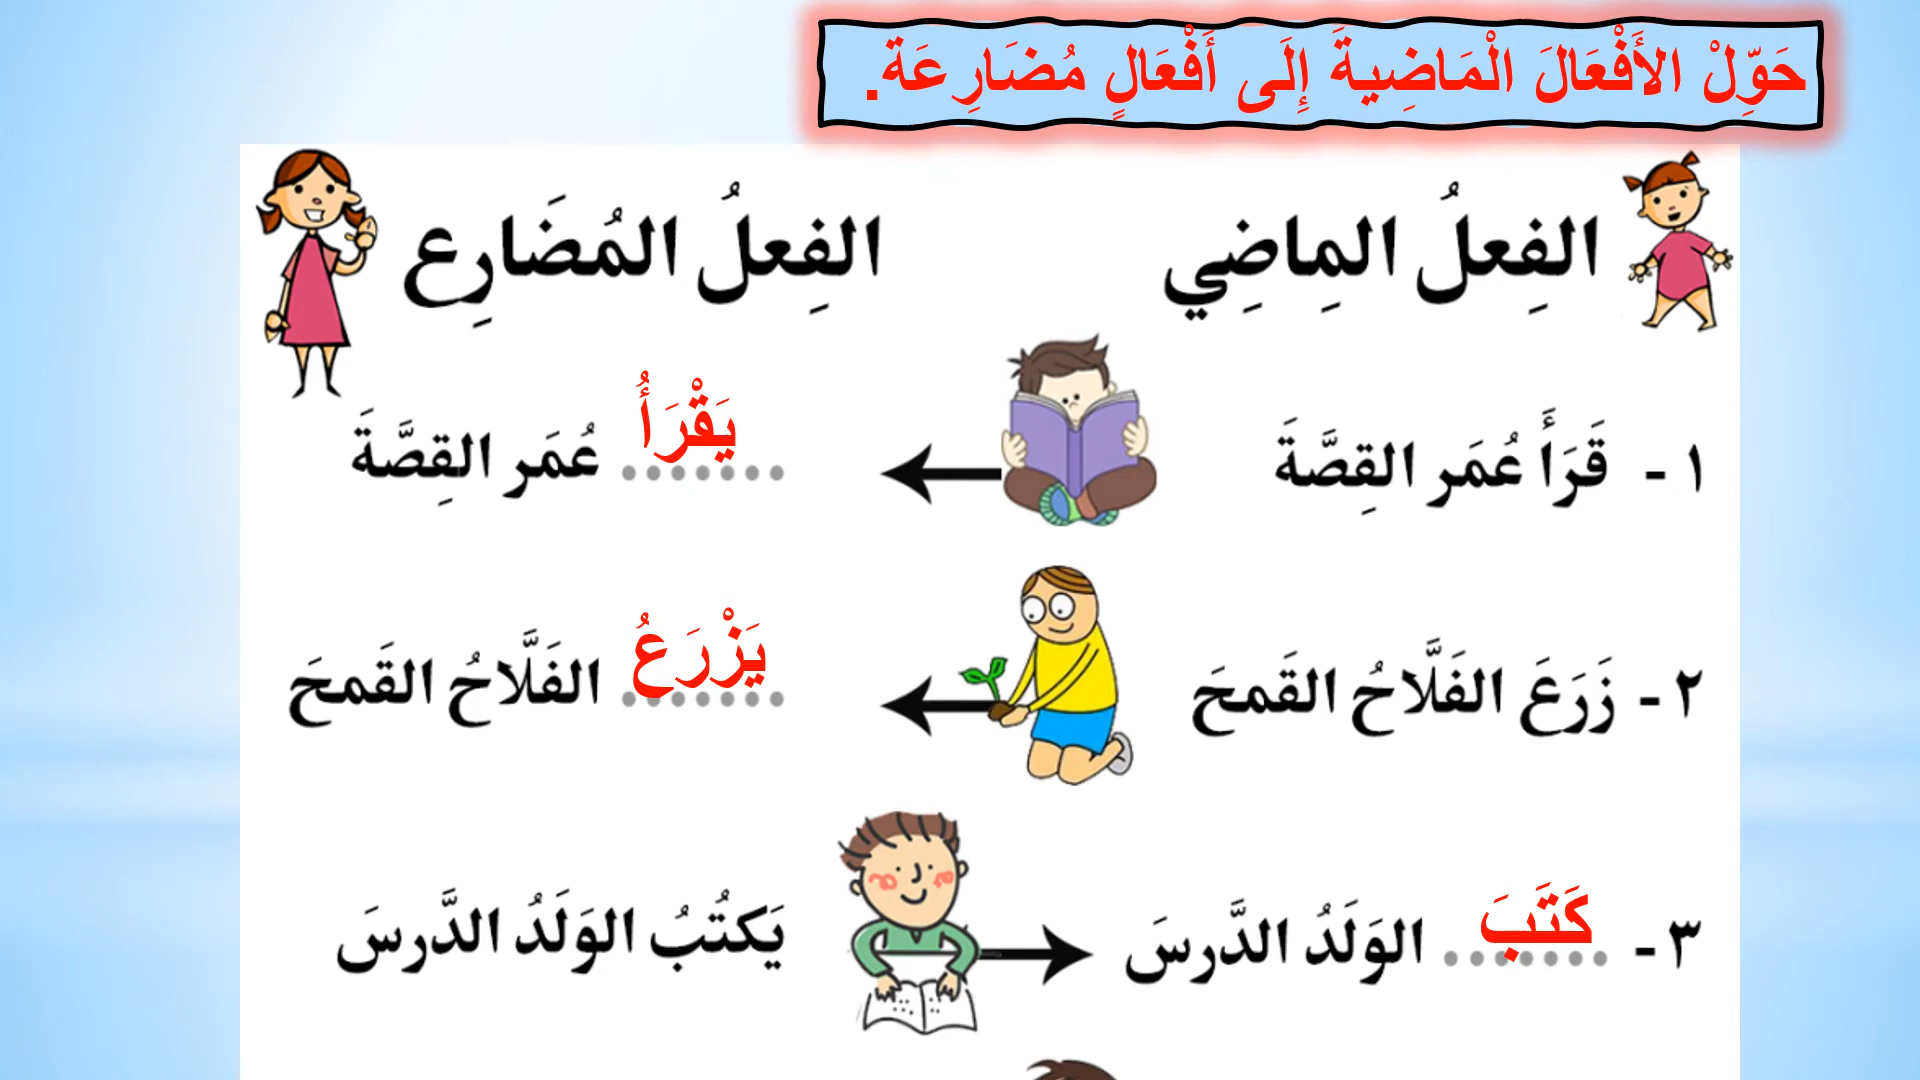 حَوِّلْ الأَفْعَالَ الْمَاضِيةَ إِلَى أَفْعَالٍ مُضَارِعَة.
الفِعلُ المِاضِي
الفِعلُ المُضَارِع
١ - قَرَأَ عُمَر القِصَّةَ
يَقْرَأُ ....... عُمَر القِصَّةَ
٢ - زَرَعَ الفَلَّاحُ القَمحَ
يَزْرَعُ ....... الفَلَّاحُ القَمحَ
٣ - كَتَبَ ....... الوَلَدُ الدَّرسَ
يَكتُبُ الوَلَدُ الدَّرسَ